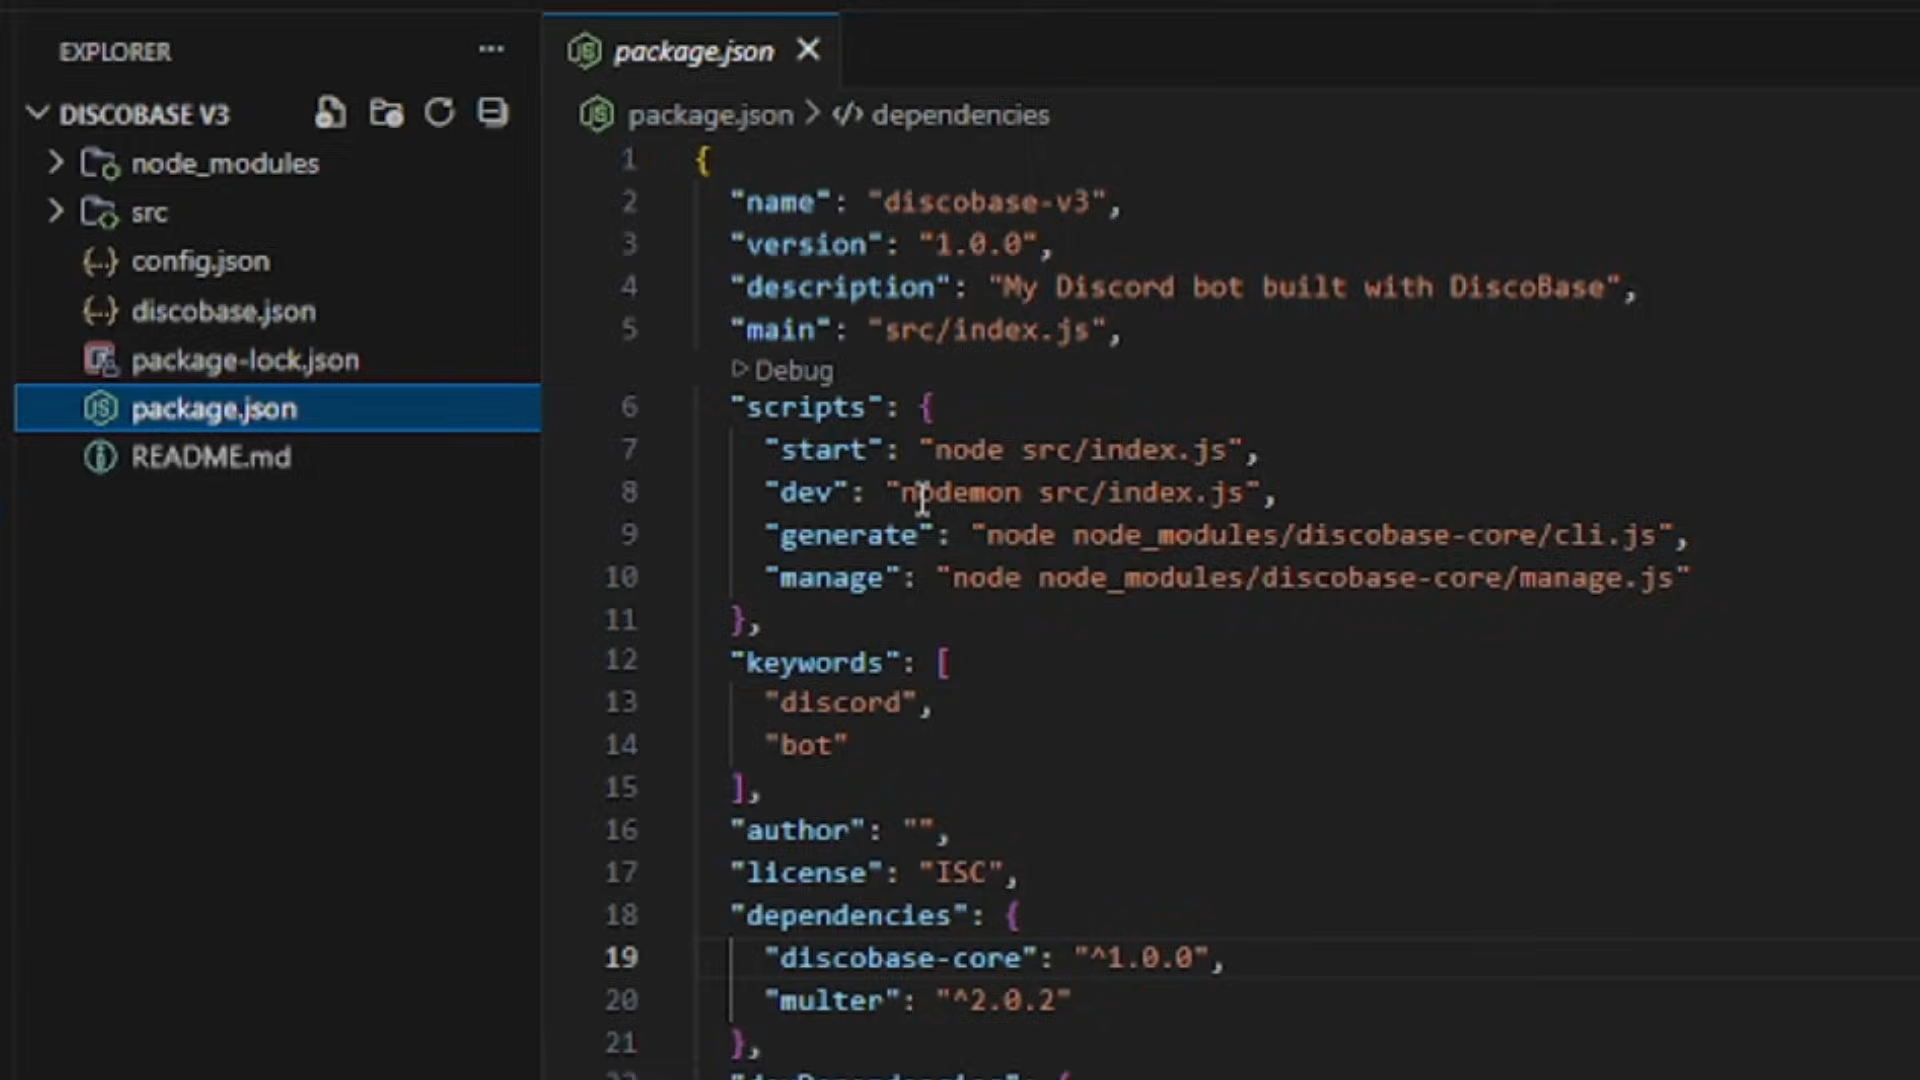 EXPLORER
DISCOBASE V3
node_modules
src
config.json
discobase.json
package-lock.json
package.json
README.md
package.json
package.json > dependencies
1 {
2 "name": "discobase-v3",
3 "version": "1.0.0",
4 "description": "My Discord bot built with DiscoBase",
5 "main": "src/index.js",
Debug
6 "scripts": {
7 "start": "node src/index.js",
8 "dev": "nodemon src/index.js",
9 "generate": "node node_modules/discobase-core/cli.js",
10 "manage": "node node_modules/discobase-core/manage.js"
11 },
12 "keywords": [
13 "discord",
14 "bot"
15 ],
16 "author": "",
17 "license": "ISC",
18 "dependencies": {
19 "discobase-core": "^1.0.0",
20 "multer": "^2.0.2"
21 },